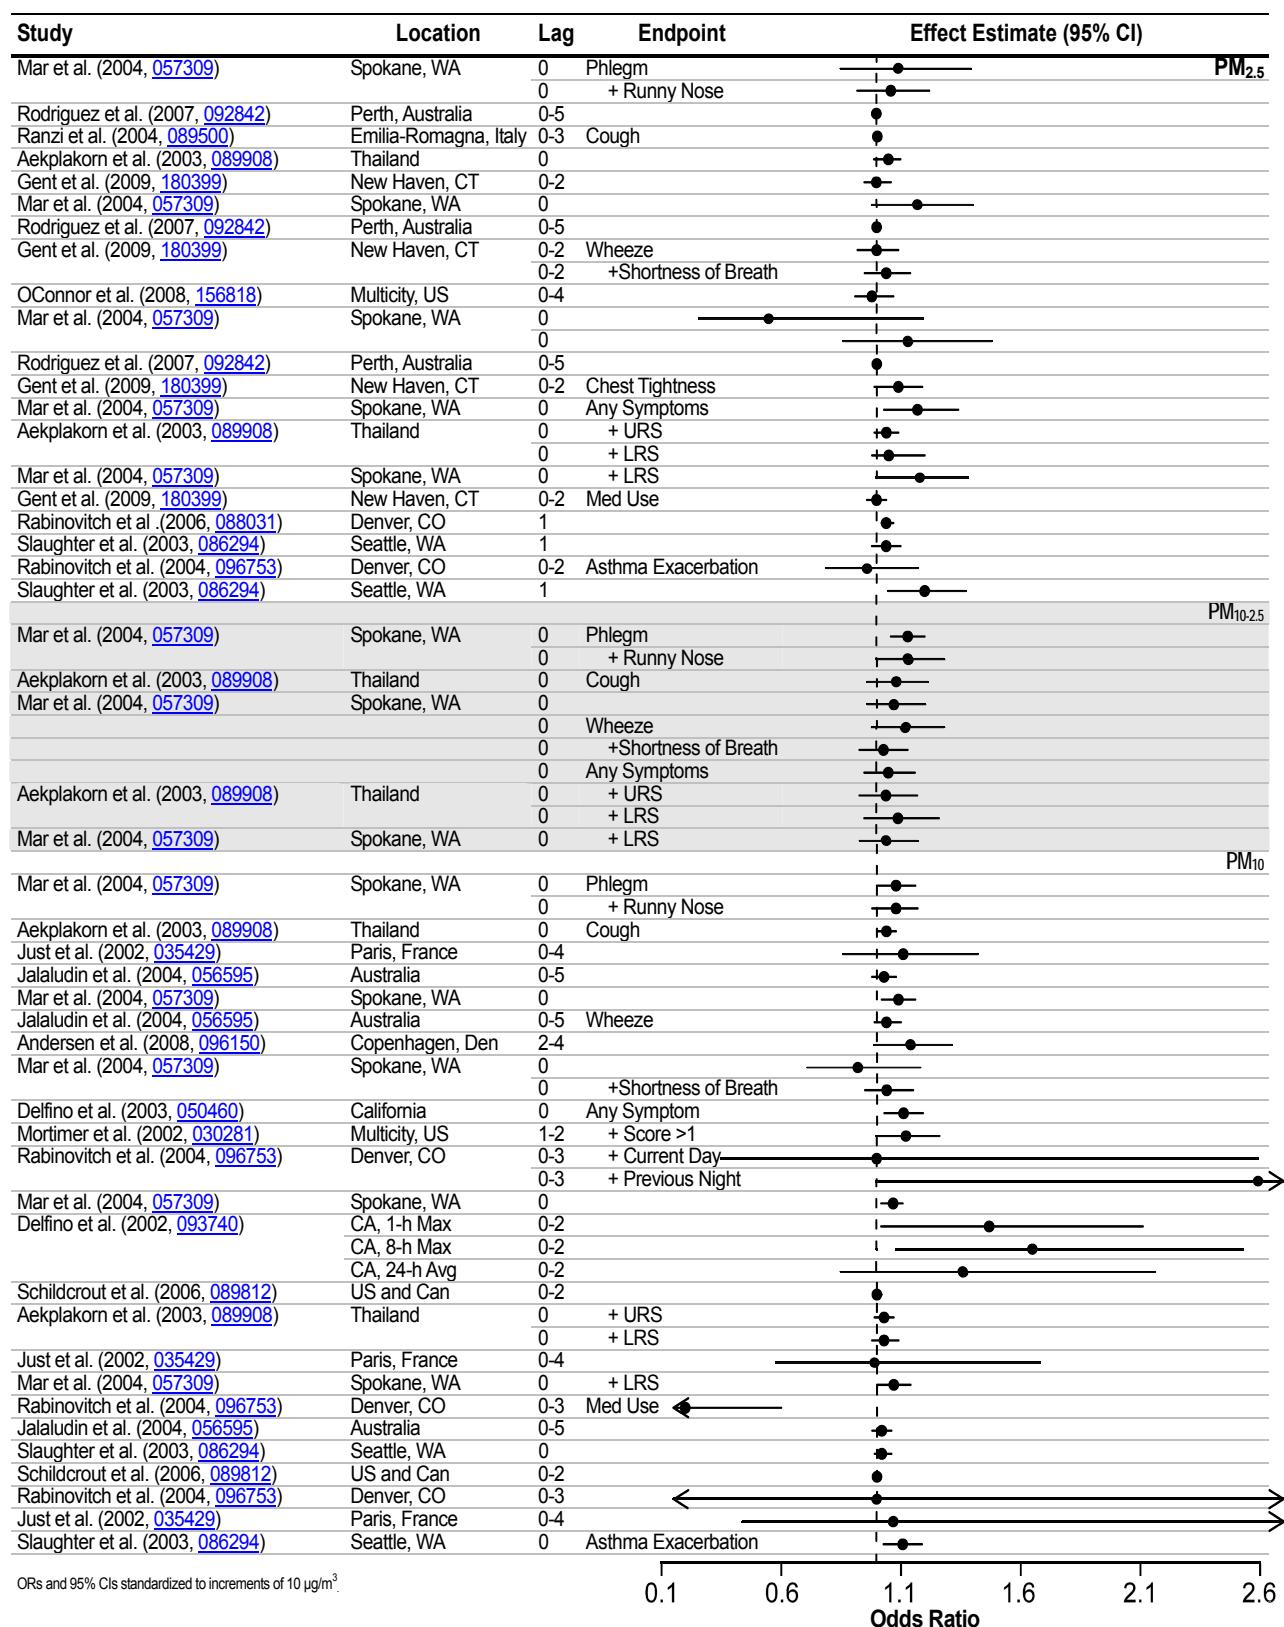 Study Location Lag Endpoint Effect Estimate (95% CI)
Mar et al. (2004, 057309) Spokane, WA 0 Phlegm PM2.5
0 + Runny Nose
Rodriguez et al. (2007, 092842) Perth, Australia 0-5
Ranzi et al. (2004, 089500) Emilia-Romagna, Italy 0-3 Cough
Aekplakorn et al. (2003, 089908) Thailand 0
Gent et al. (2009, 180399) New Haven, CT 0-2
Mar et al. (2004, 057309) Spokane, WA 0
Rodriguez et al. (2007, 092842) Perth, Australia 0-5
Gent et al. (2009, 180399) New Haven, CT 0-2 Wheeze
0-2 +Shortness of Breath
OConnor et al. (2008, 156818) Multicity, US 0-4
Mar et al. (2004, 057309) Spokane, WA 0
0
Rodriguez et al. (2007, 092842) Perth, Australia 0-5
Gent et al. (2009, 180399) New Haven, CT 0-2 Chest Tightness
Mar et al. (2004, 057309) Spokane, WA 0 Any Symptoms
Aekplakorn et al. (2003, 089908) Thailand 0 + URS
0 + LRS
Mar et al. (2004, 057309) Spokane, WA 0 + LRS
Gent et al. (2009, 180399) New Haven, CT 0-2 Med Use
Rabinovitch et al .(2006, 088031) Denver, CO 1
Slaughter et al. (2003, 086294) Seattle, WA 1
Rabinovitch et al. (2004, 096753) Denver, CO 0-2 Asthma Exacerbation
Slaughter et al. (2003, 086294) Seattle, WA 1
PM10-2.5
Mar et al. (2004, 057309) Spokane, WA 0 Phlegm
0 + Runny Nose
Aekplakorn et al. (2003, 089908) Thailand 0 Cough
Mar et al. (2004, 057309) Spokane, WA 0
0 Wheeze
0 +Shortness of Breath
0 Any Symptoms
Aekplakorn et al. (2003, 089908) Thailand 0 + URS
0 + LRS
Mar et al. (2004, 057309) Spokane, WA 0 + LRS
PM10
Mar et al. (2004, 057309) Spokane, WA 0 Phlegm
0 + Runny Nose
Aekplakorn et al. (2003, 089908) Thailand 0 Cough
Just et al. (2002, 035429) Paris, France 0-4
Jalaludin et al. (2004, 056595) Australia 0-5
Mar et al. (2004, 057309) Spokane, WA 0
Jalaludin et al. (2004, 056595) Australia 0-5 Wheeze
Andersen et al. (2008, 096150) Copenhagen, Den 2-4
Mar et al. (2004, 057309) Spokane, WA 0
0 +Shortness of Breath
Delfino et al. (2003, 050460) California 0 Any Symptom
Mortimer et al. (2002, 030281) Multicity, US 1-2 + Score >1
Rabinovitch et al. (2004, 096753) Denver, CO 0-3 + Current Day
0-3 + Previous Night
Mar et al. (2004, 057309) Spokane, WA 0
Delfino et al. (2002, 093740) CA, 1-h Max 0-2
CA, 8-h Max 0-2
CA, 24-h Avg 0-2
Schildcrout et al. (2006, 089812) US and Can 0-2
Aekplakorn et al. (2003, 089908) Thailand 0 + URS
0 + LRS
Just et al. (2002, 035429) Paris, France 0-4
Mar et al. (2004, 057309) Spokane, WA 0 + LRS
Rabinovitch et al. (2004, 096753) Denver, CO 0-3 Med Use
Jalaludin et al. (2004, 056595) Australia 0-5
Slaughter et al. (2003, 086294) Seattle, WA 0
Schildcrout et al. (2006, 089812) US and Can 0-2
Rabinovitch et al. (2004, 096753) Denver, CO 0-3
Just et al. (2002, 035429) Paris, France 0-4
Slaughter et al. (2003, 086294) Seattle, WA 0 Asthma Exacerbation
ORs and 95% CIs standardized to increments of 10 µg/m³.
0.1 0.6 1.1 1.6 2.1 2.6
Odds Ratio